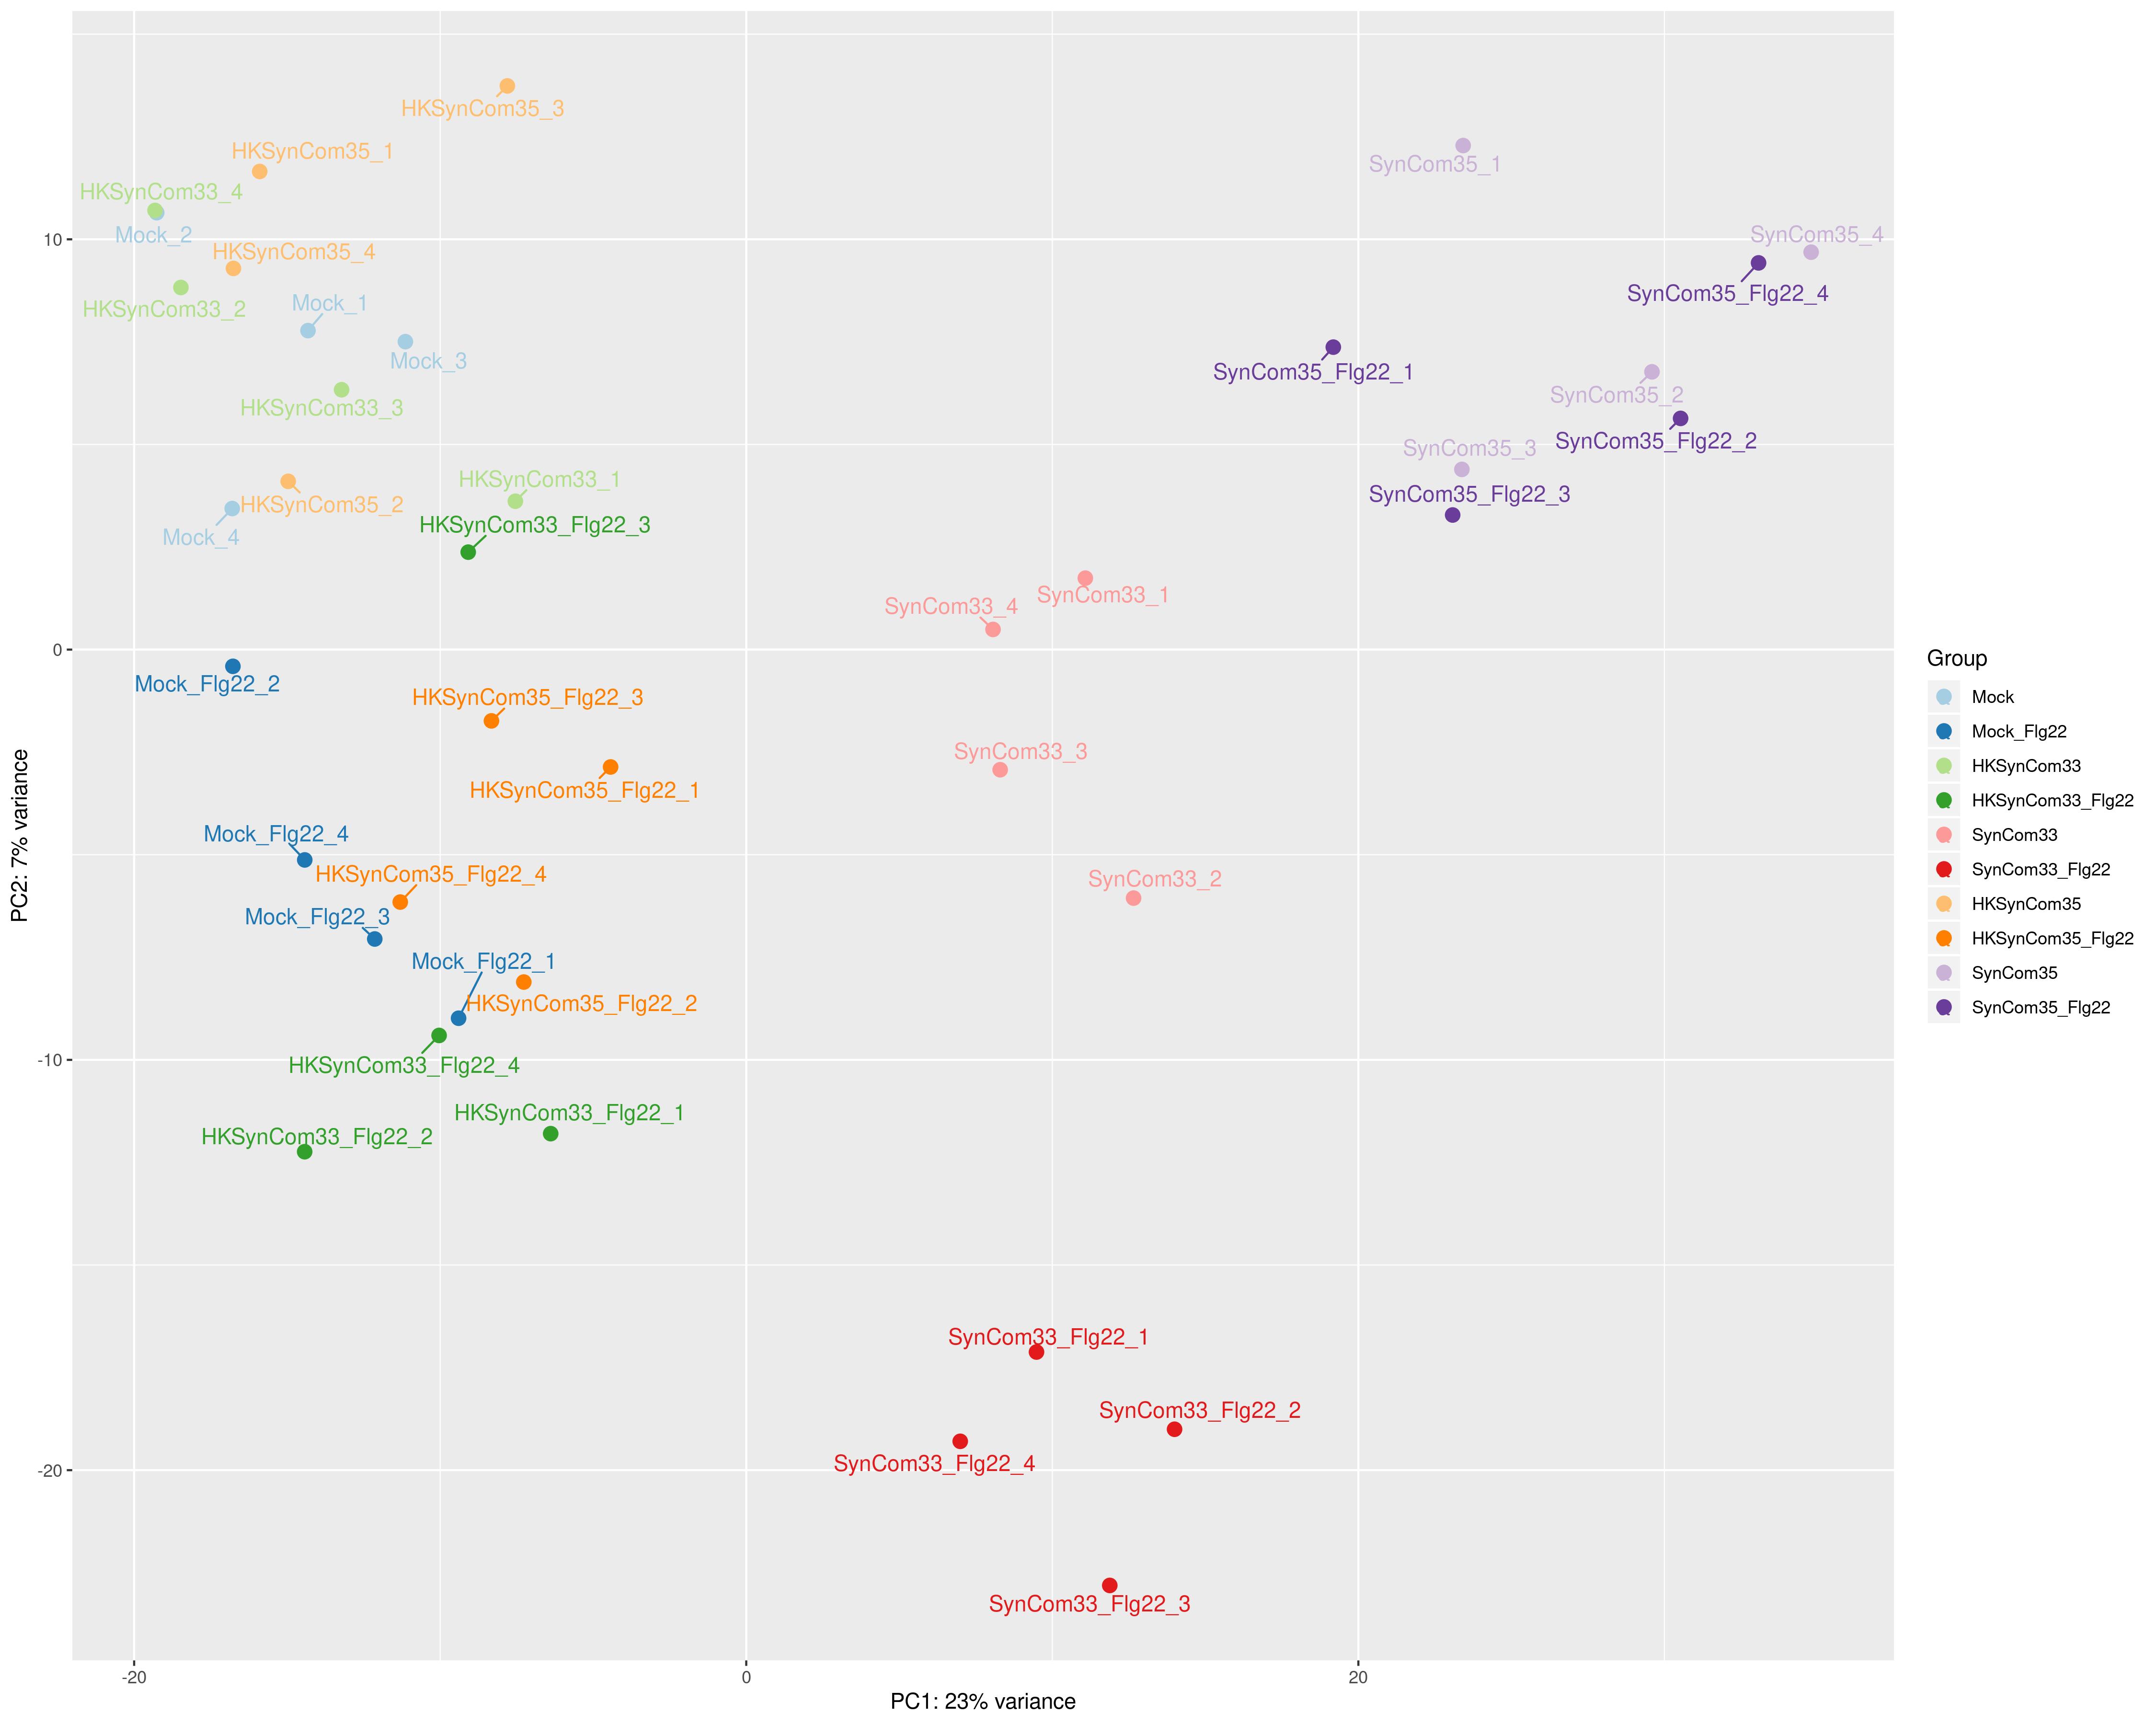 HKSynCom35_3
HKSynCom35_1
SynCom35_1
HKSynCom33_4
Mock_2
SynCom35_4
10
HKSynCom35_4
SynCom35_Flg22_4
HKSynCom33_2
Mock_1
Mock_3
SynCom35_Flg22_1
SynCom35_2
HKSynCom33_3
SynCom35_Flg22_2
SynCom35_3
HKSynCom33_1
SynCom35_Flg22_3
HKSynCom35_2
HKSynCom33_Flg22_3
Mock_4
SynCom33_1
SynCom33_4
0
Mock_Flg22_2
HKSynCom35_Flg22_3
SynCom33_3
HKSynCom35_Flg22_1
Mock_Flg22_4
HKSynCom35_Flg22_4
SynCom33_2
Mock_Flg22_3
Mock_Flg22_1
HKSynCom35_Flg22_2
-10
HKSynCom33_Flg22_4
HKSynCom33_Flg22_1
HKSynCom33_Flg22_2
SynCom33_Flg22_1
SynCom33_Flg22_2
SynCom33_Flg22_4
-20
SynCom33_Flg22_3
-20
0
20
PC1: 23% variance
PC2: 7% variance
Group
Mock
Mock_Flg22
HKSynCom33
HKSynCom33_Flg22
SynCom33
SynCom33_Flg22
HKSynCom35
HKSynCom35_Flg22
SynCom35
SynCom35_Flg22